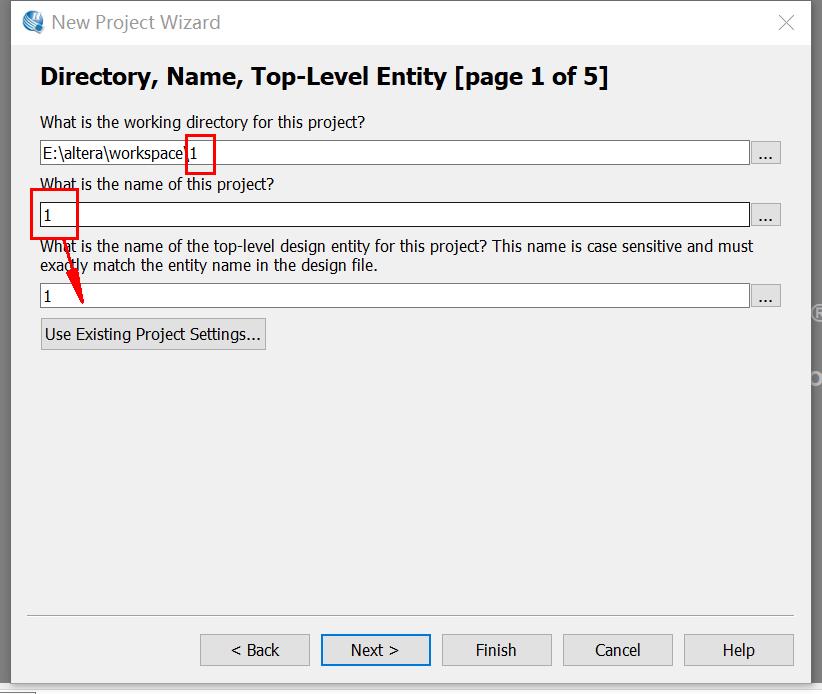 New Project Wizard
Directory, Name, Top-Level Entity [page 1 of 5]
What is the working directory for this project?
E:\altera\workspace\1
...
What is the name of this project?
1
...
What is the name of the top-level design entity for this project? This name is case sensitive and must
exactly match the entity name in the design file.
1
...
Use Existing Project Settings...
®
< Back
Next >
Finish
Cancel
Help